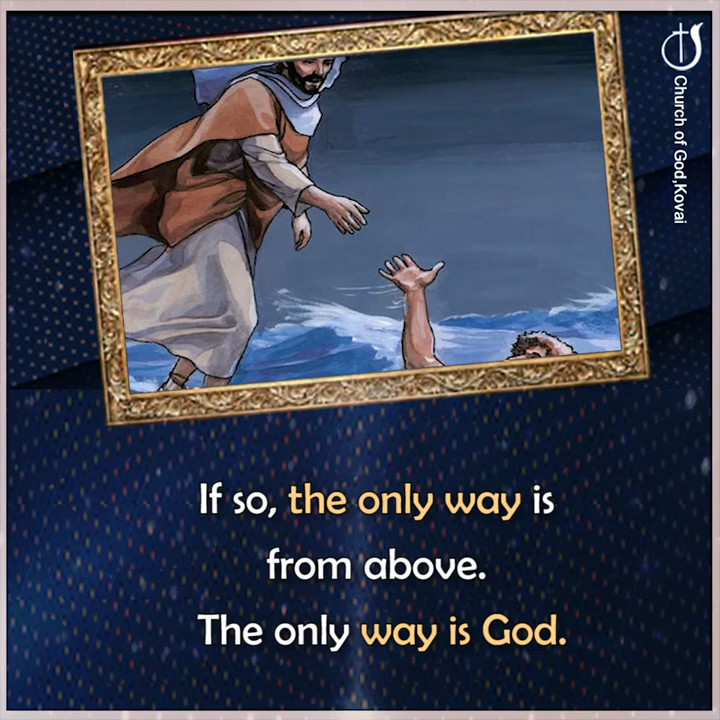 Church of God,Kovai
If so, the only way is
from above.
The only way is God.